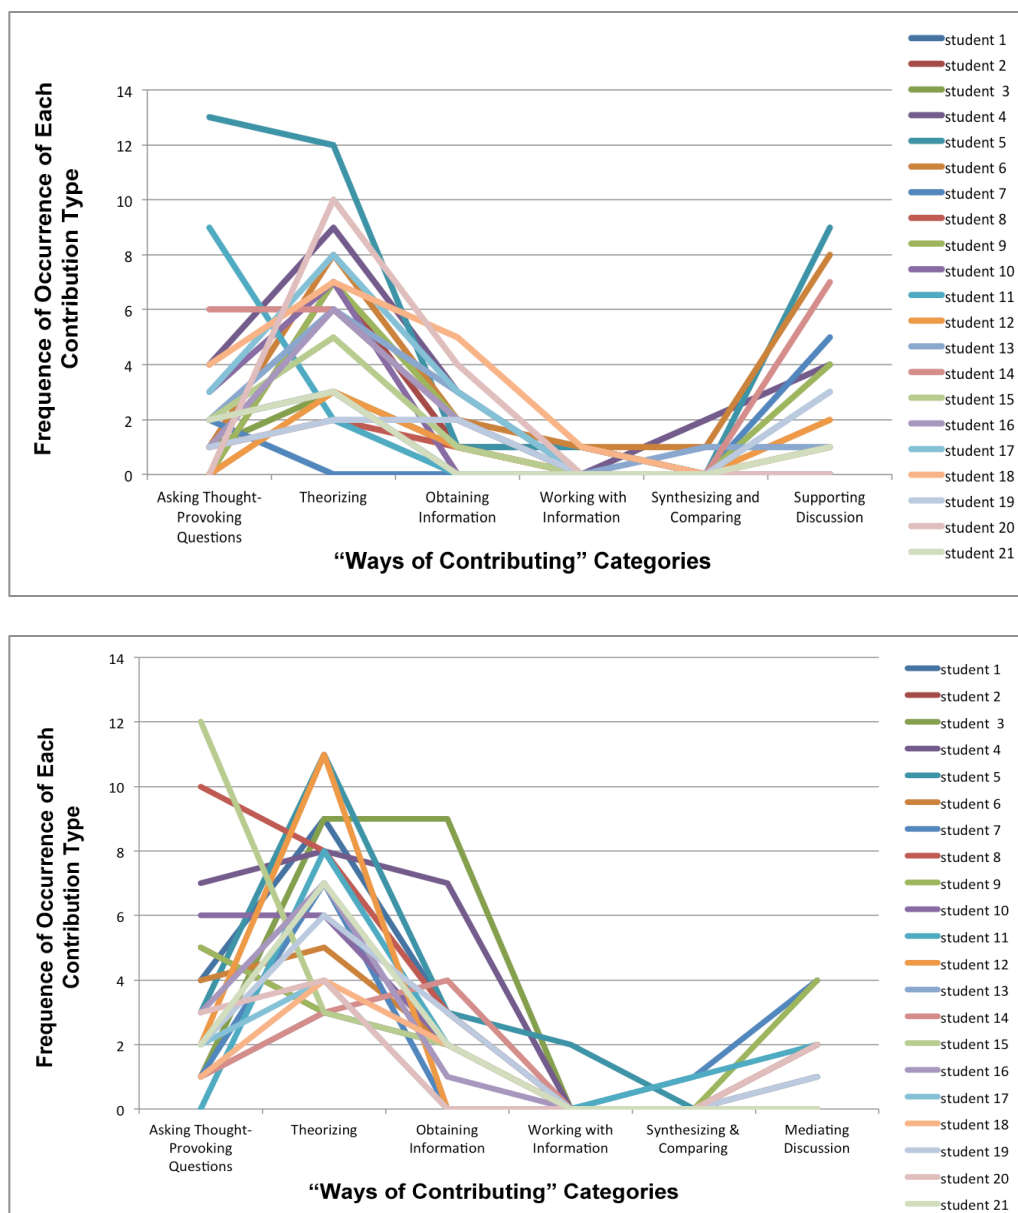 Frequence of Occurrence of Each
Contribution Type
14
12
10
8
6
4
2
0
Asking Thought-
Provoking
Questions
Theorizing
Obtaining
Information
Working with
Information
Synthesizing and
Comparing
Supporting
Discussion
“Ways of Contributing” Categories
student 1
student 2
student 3
student 4
student 5
student 6
student 7
student 8
student 9
student 10
student 11
student 12
student 13
student 14
student 15
student 16
student 17
student 18
student 19
student 20
student 21
Frequence of Occurrence of Each
Contribution Type
14
12
10
8
6
4
2
0
Asking Thought-
Provoking
Questions
Theorizing
Obtaining
Information
Working with
Information
Synthesizing &
Comparing
Mediating
Discussion
“Ways of Contributing” Categories
student 1
student 2
student 3
student 4
student 5
student 6
student 7
student 8
student 9
student 10
student 11
student 12
student 13
student 14
student 15
student 16
student 17
student 18
student 19
student 20
student 21